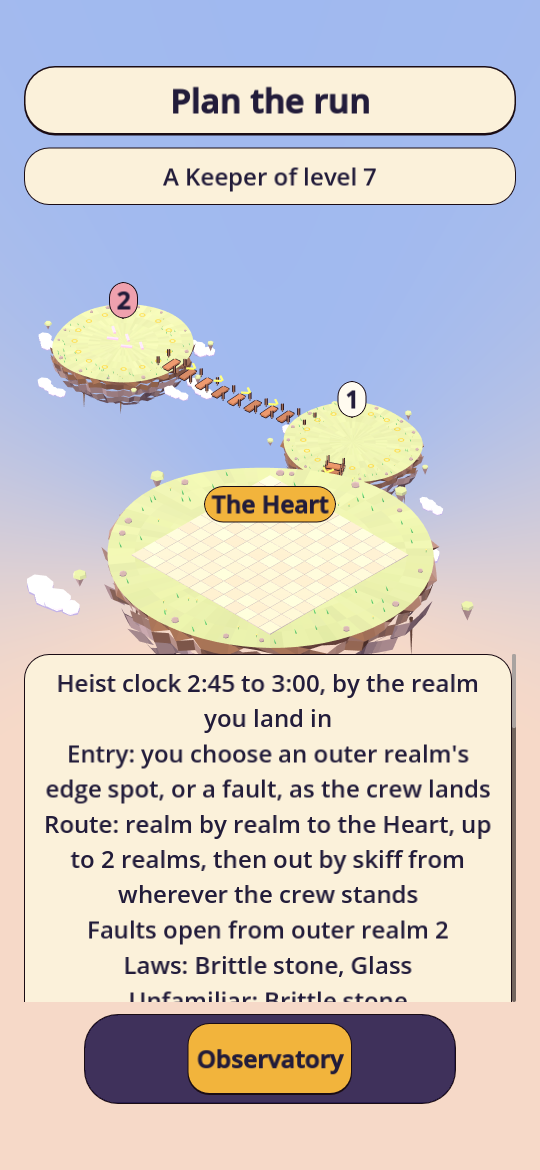 Plan the run
A Keeper of level 7
2
1
The Heart
Heist clock 2:45 to 3:00, by the realm
you land in
Entry: you choose an outer realm's
edge spot, or a fault, as the crew lands
Route: realm by realm to the Heart, up
to 2 realms, then out by skiff from
wherever the crew stands
Faults open from outer realm 2
Laws: Brittle stone, Glass
Unfamiliar: Brittle stone
Observatory